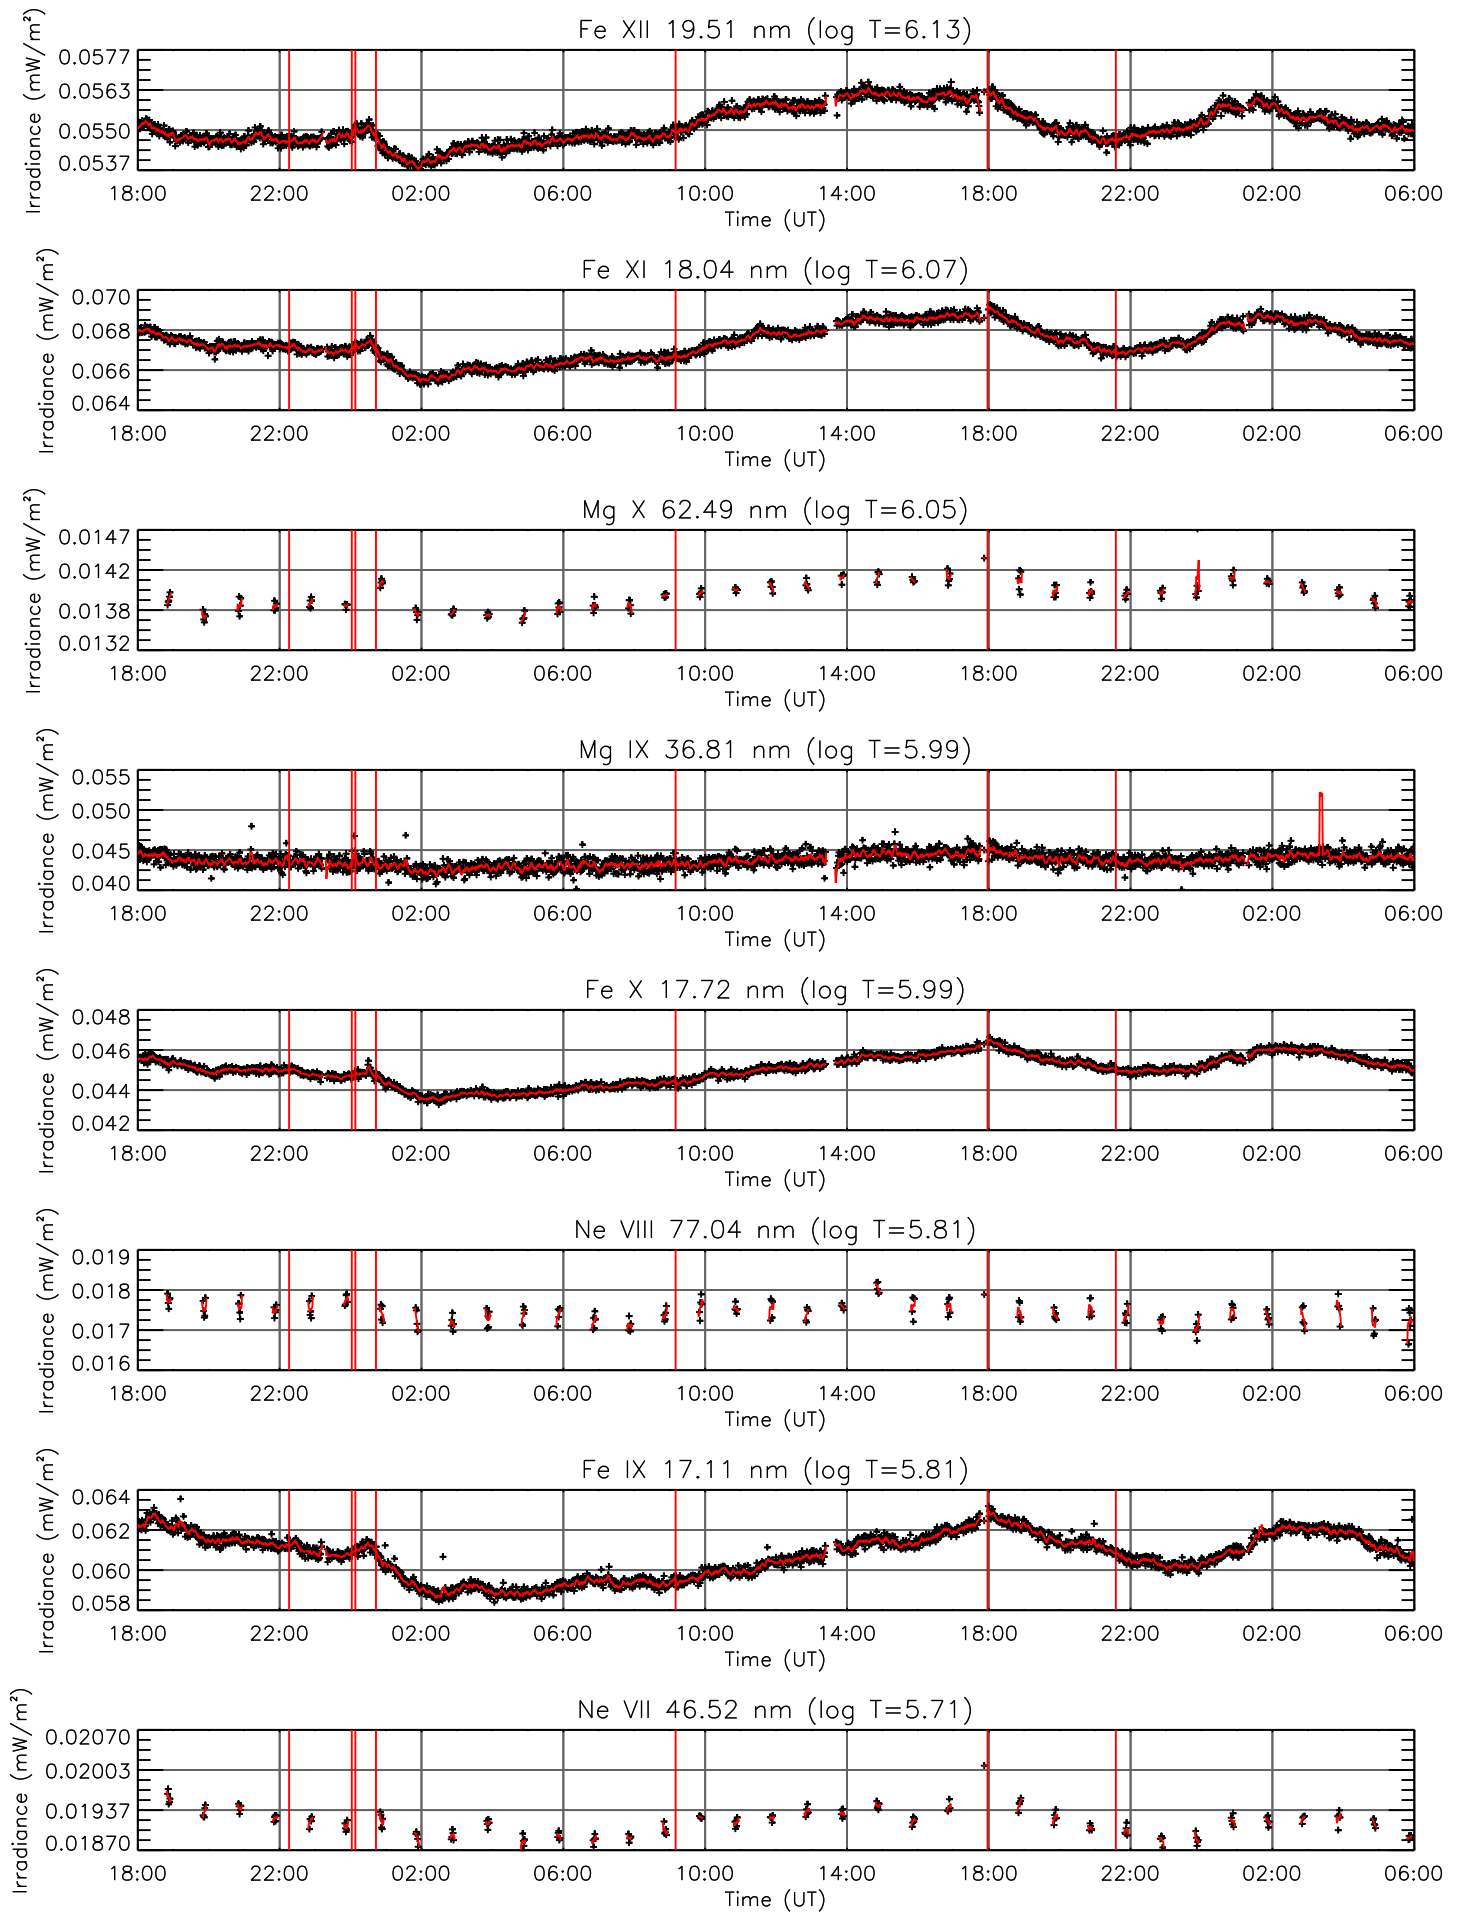 Fe XII 19.51 nm (log T=6.13)
Irradiance (mW/m²)
0.0577
0.0563
0.0550
0.0537
18:00 22:00 02:00 06:00 10:00 14:00 18:00 22:00 02:00 06:00
Time (UT)
Fe XI 18.04 nm (log T=6.07)
Irradiance (mW/m²)
0.070
0.068
0.066
0.064
18:00 22:00 02:00 06:00 10:00 14:00 18:00 22:00 02:00 06:00
Time (UT)
Mg X 62.49 nm (log T=6.05)
Irradiance (mW/m²)
0.0147
0.0142
0.0138
0.0132
18:00 22:00 02:00 06:00 10:00 14:00 18:00 22:00 02:00 06:00
Time (UT)
Mg IX 36.81 nm (log T=5.99)
Irradiance (mW/m²)
0.055
0.050
0.045
0.040
18:00 22:00 02:00 06:00 10:00 14:00 18:00 22:00 02:00 06:00
Time (UT)
Fe X 17.72 nm (log T=5.99)
Irradiance (mW/m²)
0.048
0.046
0.044
0.042
18:00 22:00 02:00 06:00 10:00 14:00 18:00 22:00 02:00 06:00
Time (UT)
Ne VIII 77.04 nm (log T=5.81)
Irradiance (mW/m²)
0.019
0.018
0.017
0.016
18:00 22:00 02:00 06:00 10:00 14:00 18:00 22:00 02:00 06:00
Time (UT)
Fe IX 17.11 nm (log T=5.81)
Irradiance (mW/m²)
0.064
0.062
0.060
0.058
18:00 22:00 02:00 06:00 10:00 14:00 18:00 22:00 02:00 06:00
Time (UT)
Ne VII 46.52 nm (log T=5.71)
Irradiance (mW/m²)
0.02070
0.02003
0.01937
0.01870
18:00 22:00 02:00 06:00 10:00 14:00 18:00 22:00 02:00 06:00
Time (UT)